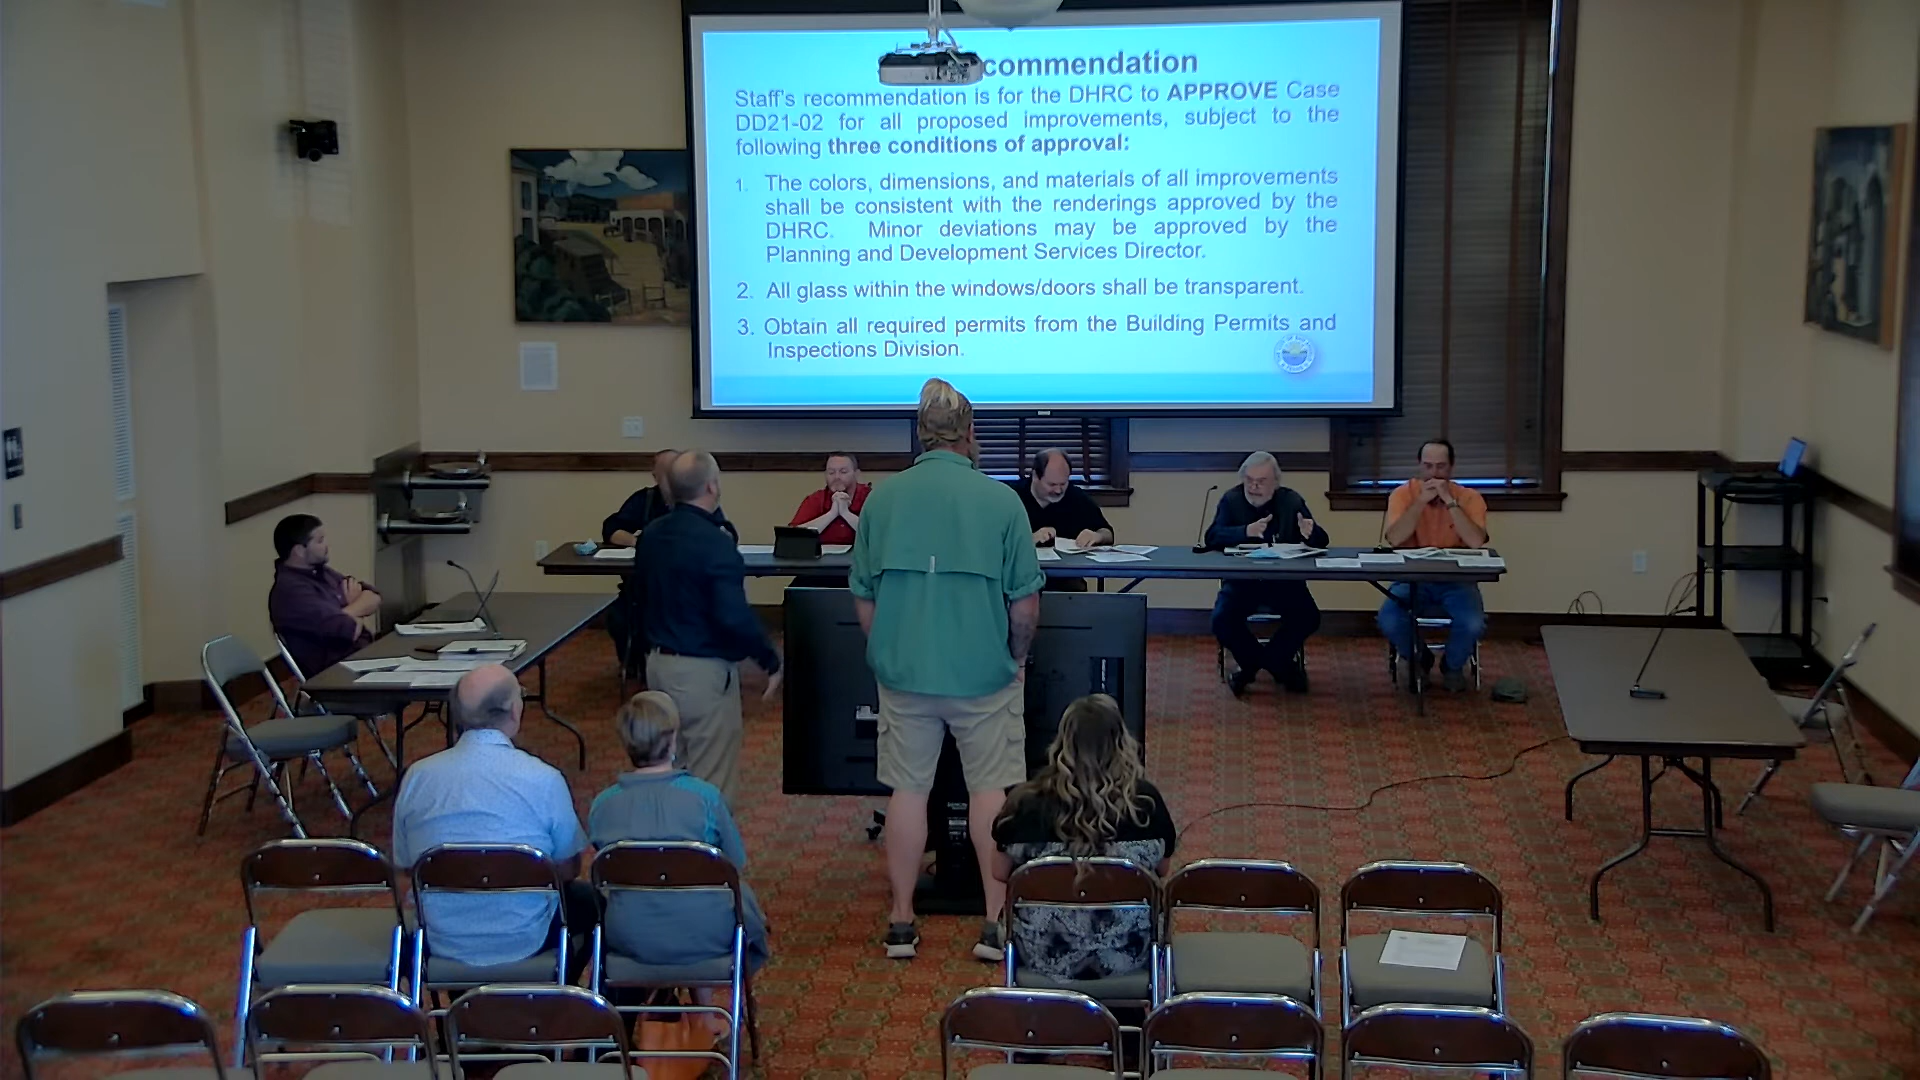 commendation
Staff's recommendation is for the DHRC to APPROVE Case
DD21-02 for all proposed improvements, subject to the
following three conditions of approval:
1. The colors, dimensions, and materials of all improvements
shall be consistent with the renderings approved by the
DHRC. Minor deviations may be approved by the
Planning and Development Services Director.
2. All glass within the windows/doors shall be transparent.
3. Obtain all required permits from the Building Permits and
Inspections Division.